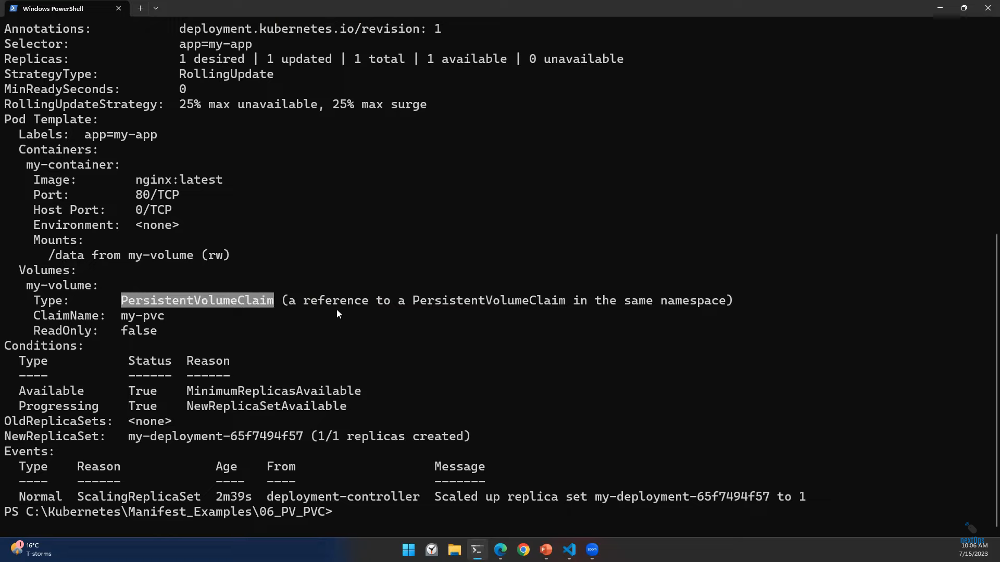 Windows PowerShell
Annotations: deployment.kubernetes.io/revision: 1
Selector: app=my-app
Replicas: 1 desired | 1 updated | 1 total | 1 available | 0 unavailable
StrategyType: RollingUpdate
MinReadySeconds: 0
RollingUpdateStrategy: 25% max unavailable, 25% max surge
Pod Template:
Labels: app=my-app
Containers:
my-container:
Image: nginx:latest
Port: 80/TCP
Host Port: 0/TCP
Environment: <none>
Mounts:
/data from my-volume (rw)
Volumes:
my-volume:
Type: PersistentVolumeClaim (a reference to a PersistentVolumeClaim in the same namespace)
ClaimName: my-pvc
ReadOnly: false
Conditions:
Type Status Reason
---- ------ ------
Available True MinimumReplicasAvailable
Progressing True NewReplicaSetAvailable
OldReplicaSets: <none>
NewReplicaSet: my-deployment-65f7494f57 (1/1 replicas created)
Events:
Type Reason Age From Message
---- ------ ---- ---- -------
Normal ScalingReplicaSet 2m39s deployment-controller Scaled up replica set my-deployment-65f7494f57 to 1
PS C:\Kubernetes\Manifest_Examples\06_PV_PVC>
nextOps
1
16°C
T-storms
P
zoom
10:06 AM
7/15/2023